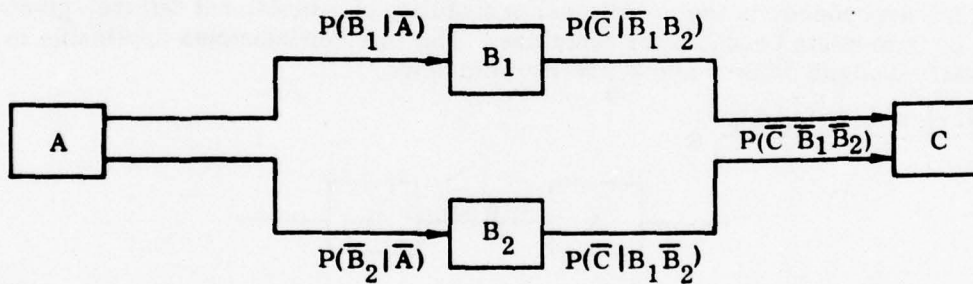 P(B̅₁|A̅) P(C̅|B̅₁B₂)
B₁
A
P(C̅ B̅₁B̅₂)
C
B₂
P(B̅₂|A̅) P(C̅|B₁B̅₂)